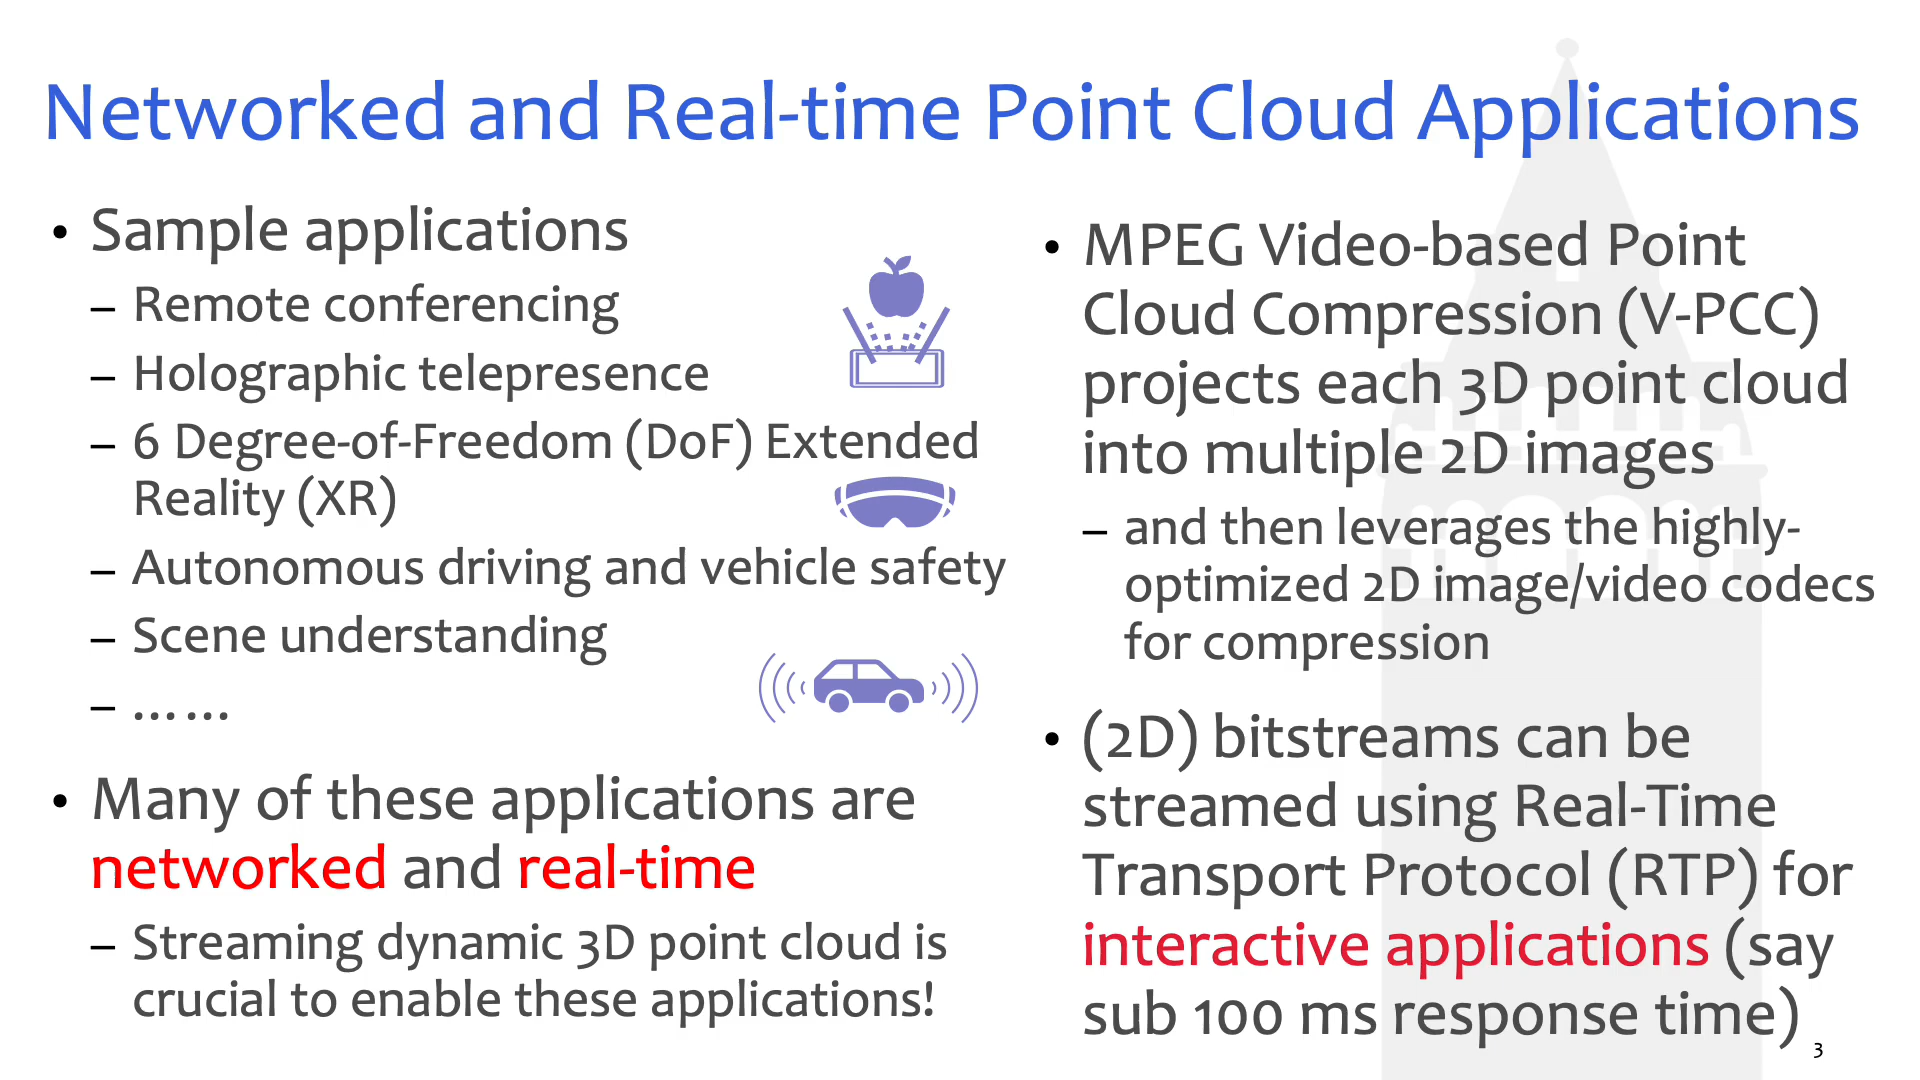 Networked and Real-time Point Cloud Applications
• Sample applications
– Remote conferencing
– Holographic telepresence
– 6 Degree-of-Freedom (DoF) Extended
Reality (XR)
– Autonomous driving and vehicle safety
– Scene understanding
– ……
• Many of these applications are
networked and real-time
– Streaming dynamic 3D point cloud is
crucial to enable these applications!
• MPEG Video-based Point
Cloud Compression (V-PCC)
projects each 3D point cloud
into multiple 2D images
– and then leverages the highly-
optimized 2D image/video codecs
for compression
• (2D) bitstreams can be
streamed using Real-Time
Transport Protocol (RTP) for
interactive applications (say
sub 100 ms response time)
3